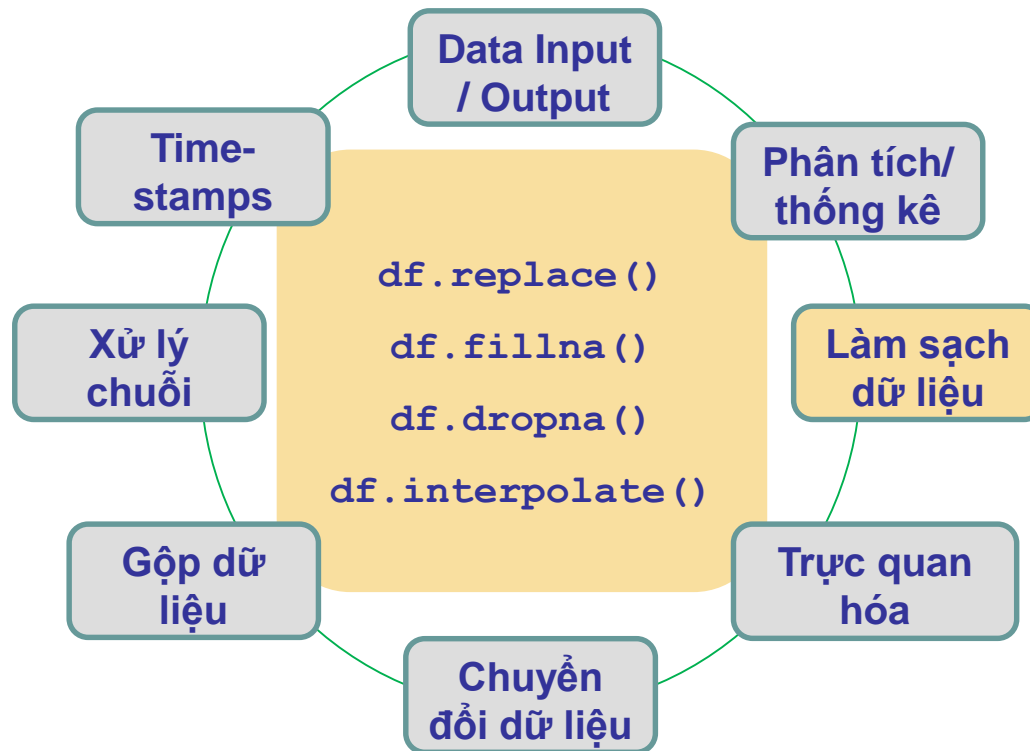 Data Input
/ Output
Time-
stamps
Phân tích/
thống kê
df.replace()
Xử lý
chuỗi
df.fillna()
Làm sạch
dữ liệu
df.dropna()
df.interpolate()
Gộp dữ
liệu
Trực quan
hóa
Chuyển
đổi dữ liệu